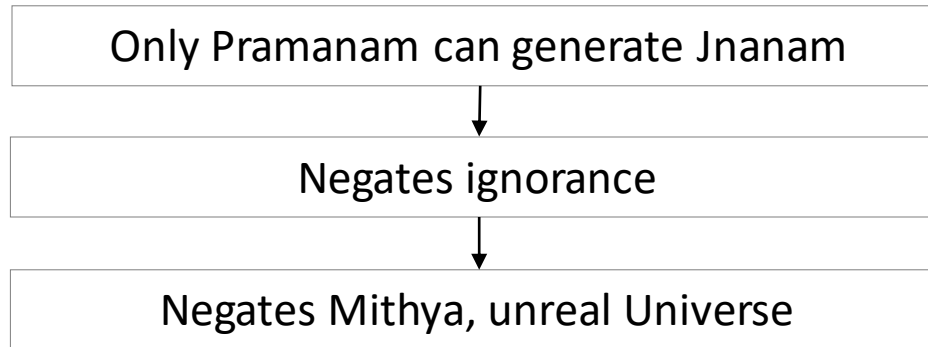 Only Pramanam can generate Jnanam
Negates ignorance
Negates Mithya, unreal Universe